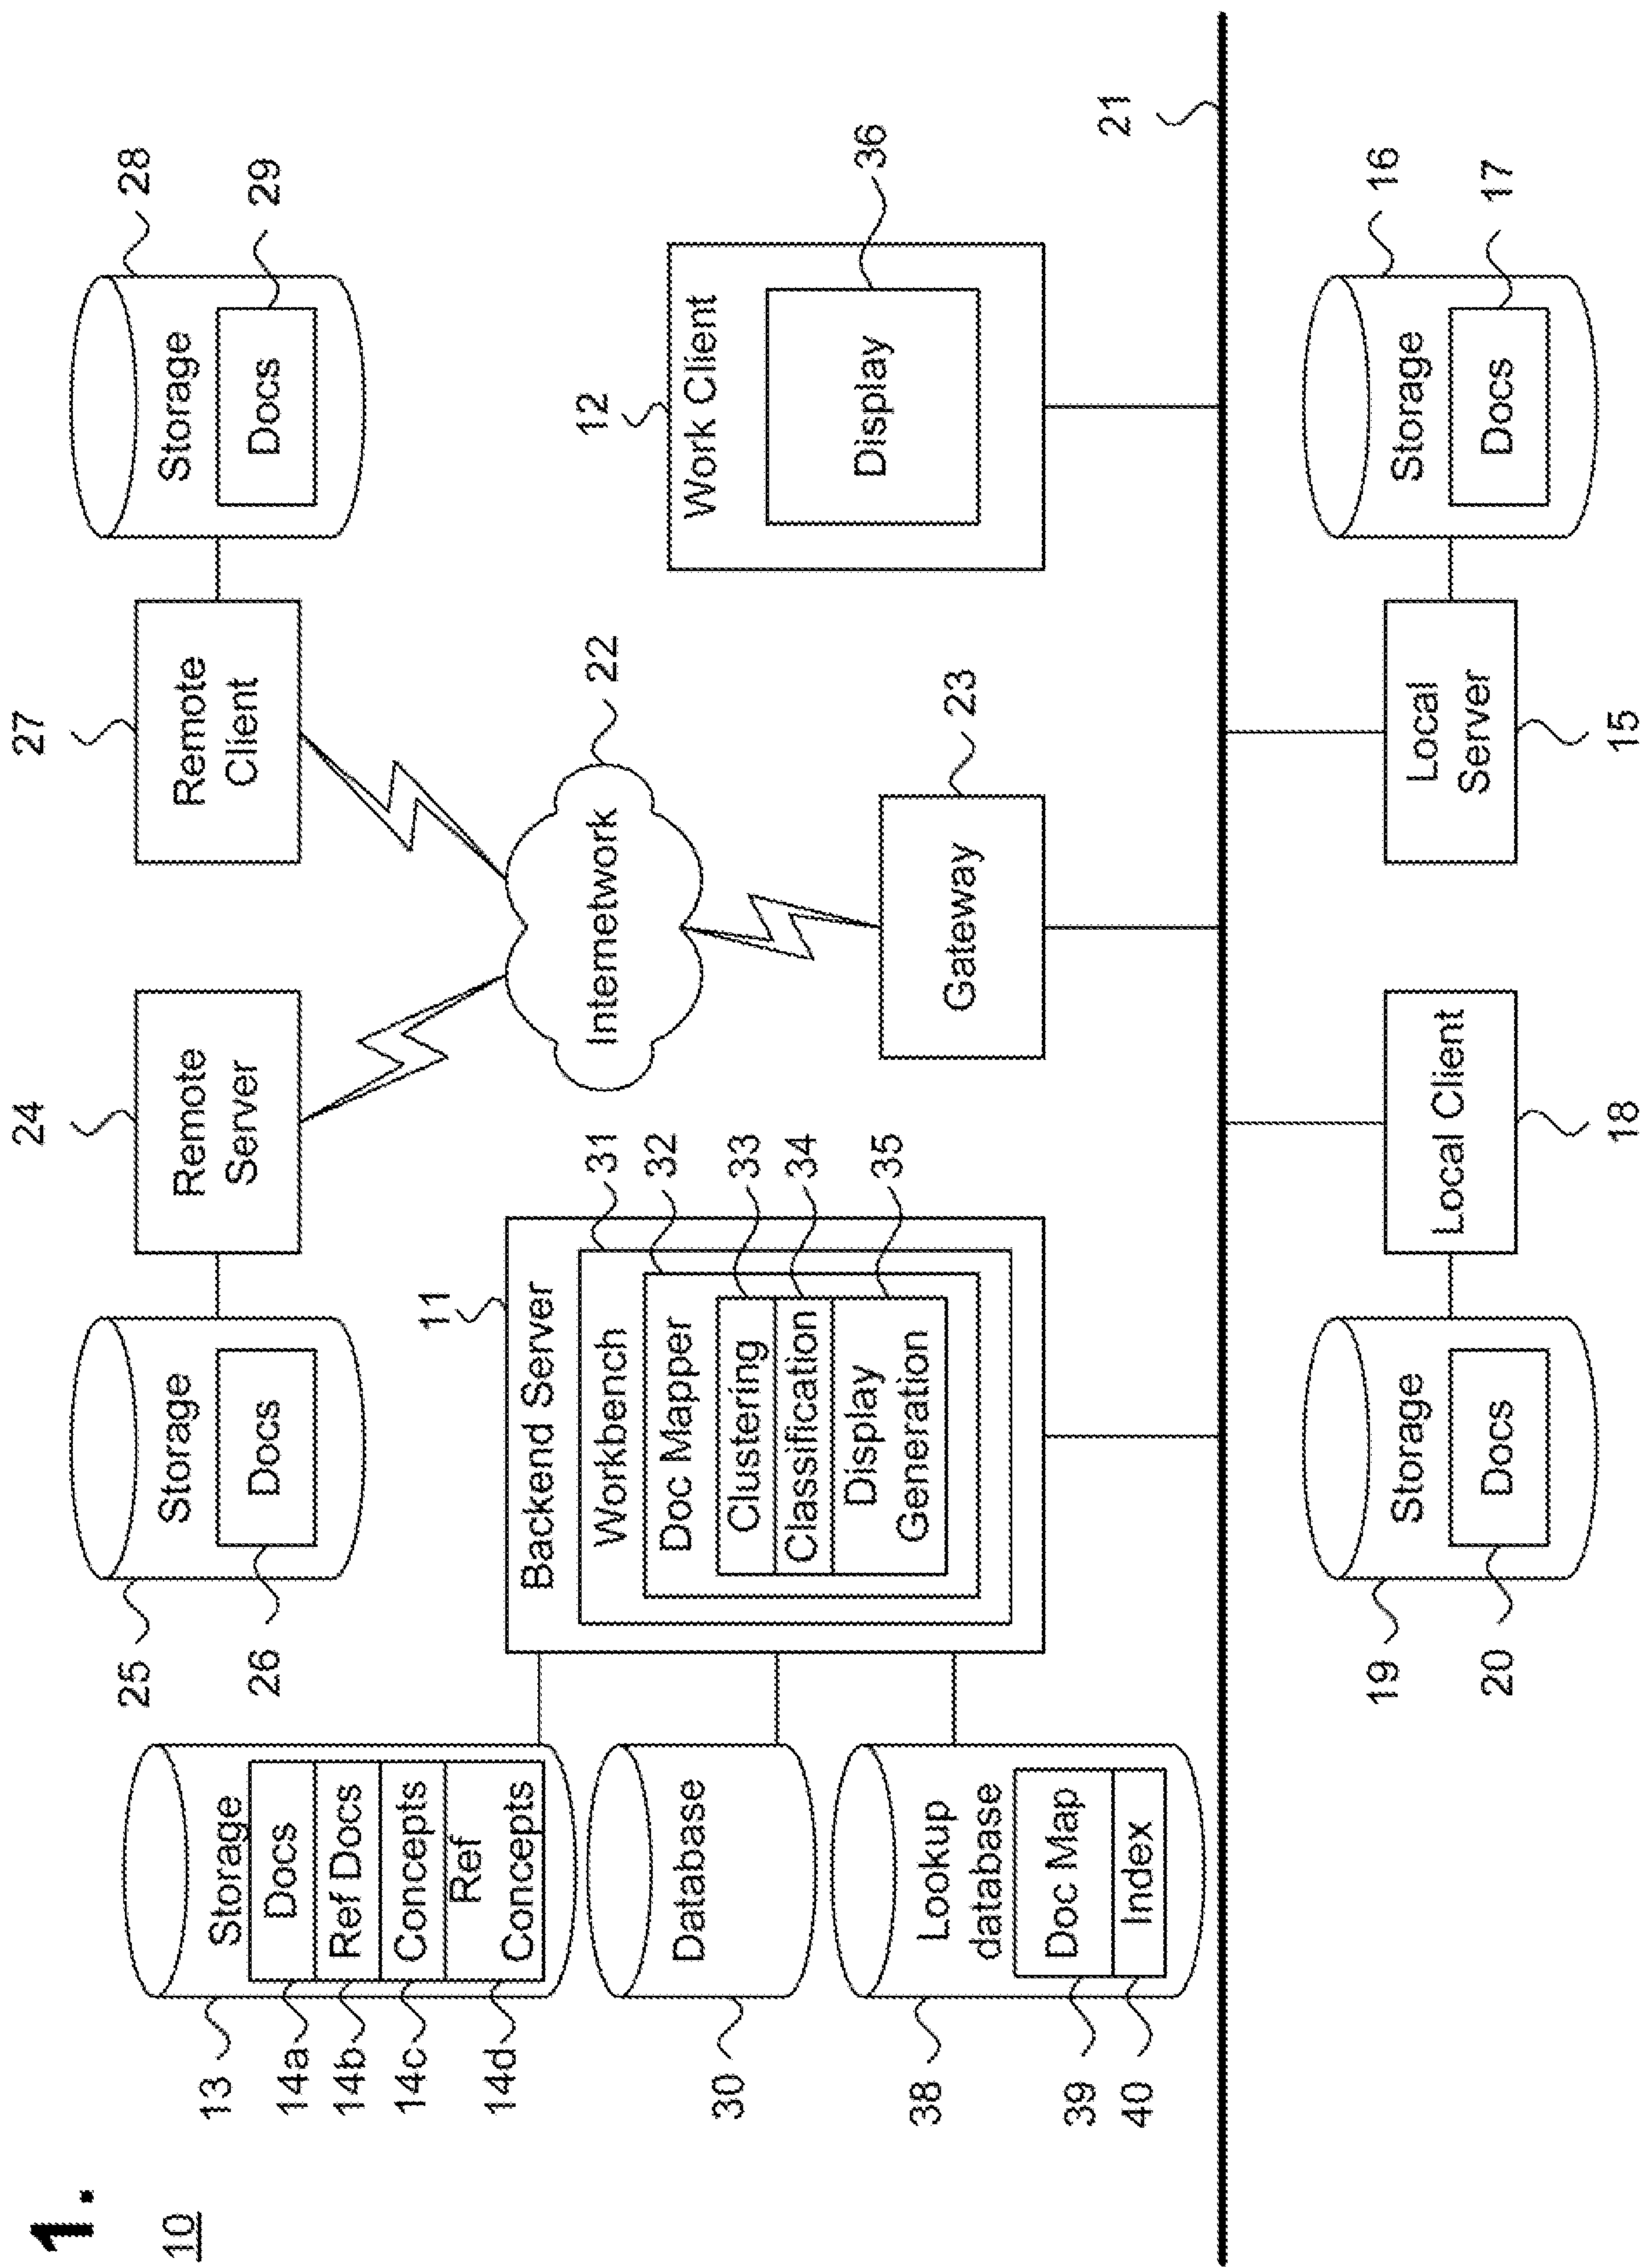 1.
10
24
27
25
Storage
Docs
26
Remote
Server
Remote
Client
Storage
Docs
28
29
13
Storage
Docs
Ref Docs
Concepts
Ref
Concepts
14a
14b
14c
14d
11
Backend Server
Workbench
Doc Mapper
Clustering
Classification
Display
Generation
31
32
33
34
35
Internetwork
22
12
Work Client
Display
36
30
Database
Gateway
23
38
Lookup
database
Doc Map
Index
39
40
21
19
Storage
Docs
20
Local Client
18
Local
Server
15
Storage
Docs
16
17